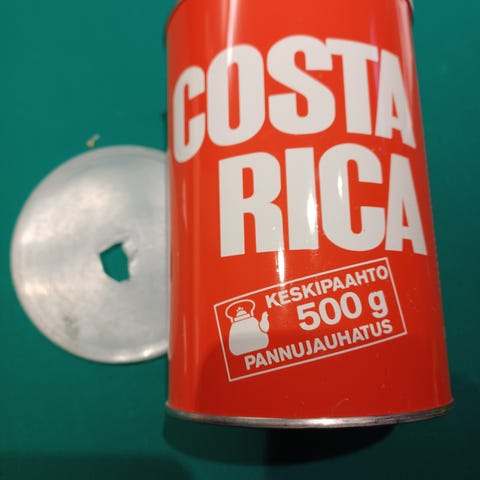 COSTA
RICA
KESKIPAAHTO
500 g
PANNUJAUHATUS